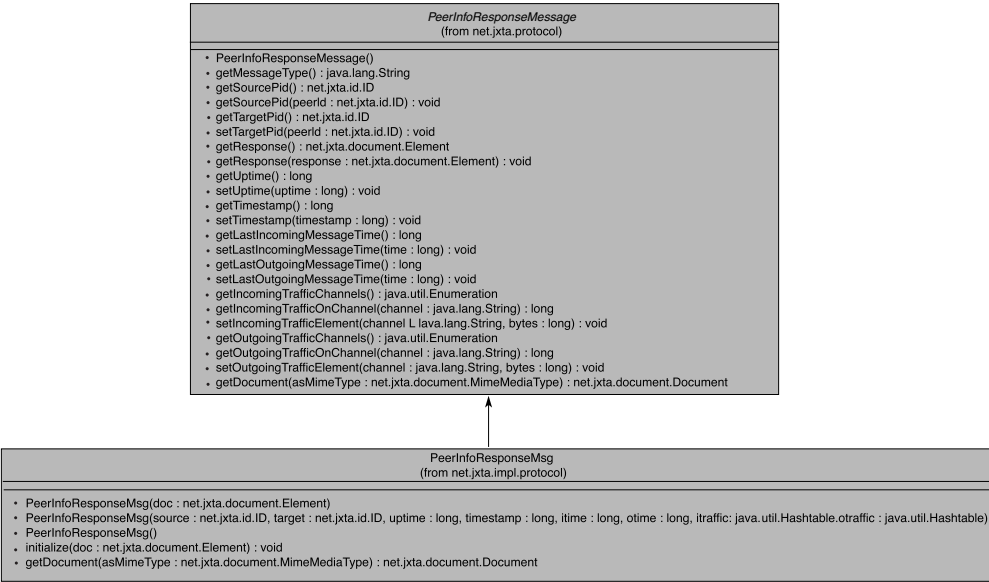 PeerInfoResponseMessage
(from net.jxta.protocol)
• PeerInfoResponseMessage()
• getMessageType() : java.lang.String
• getSourcePid() : net.jxta.id.ID
• getSourcePid(peerId : net.jxta.id.ID) : void
• getTargetPid() : net.jxta.id.ID
• setTargetPid(peerId : net.jxta.id.ID) : void
• getResponse() : net.jxta.document.Element
• getResponse(response : net.jxta.document.Element) : void
• getUptime() : long
• setUptime(uptime : long) : void
• getTimestamp() : long
• setTimestamp(timestamp : long) : void
• getLastIncomingMessageTime() : long
• setLastIncomingMessageTime(time : long) : void
• getLastOutgoingMessageTime() : long
• setLastOutgoingMessageTime(time : long) : void
• getIncomingTrafficChannels() : java.util.Enumeration
• getIncomingTrafficOnChannel(channel : java.lang.String) : long
• setIncomingTrafficElement(channel L lava.lang.String, bytes : long) : void
• getOutgoingTrafficChannels() : java.util.Enumeration
• getOutgoingTrafficOnChannel(channel : java.lang.String) : long
• setOutgoingTrafficElement(channel : java.lang.String, bytes : long) : void
• getDocument(asMimeType : net.jxta.document.MimeMediaType) : net.jxta.document.Document
PeerInfoResponseMsg
(from net.jxta.impl.protocol)
• PeerInfoResponseMsg(doc : net.jxta.document.Element)
• PeerInfoResponseMsg(source : net.jxta.id.ID, target : net.jxta.id.ID, uptime : long, timestamp : long, itime : long, otime : long, itraffic: java.util.Hashtable.otraffic : java.util.Hashtable)
• PeerInfoResponseMsg()
• initialize(doc : net.jxta.document.Element) : void
• getDocument(asMimeType : net.jxta.document.MimeMediaType) : net.jxta.document.Document